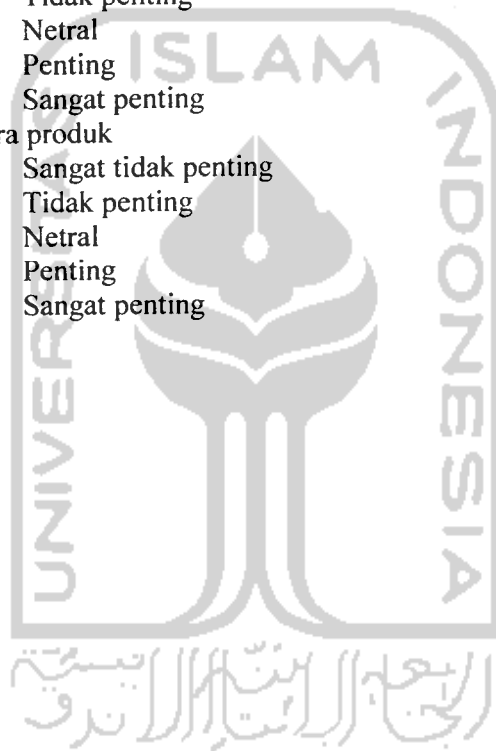 Tidak penting
Netral
Penting
Sangat penting
ra produk
Sangat tidak penting
Tidak penting
Netral
Penting
Sangat penting
ISLAM
UNIVERSITAS
INDONESIA